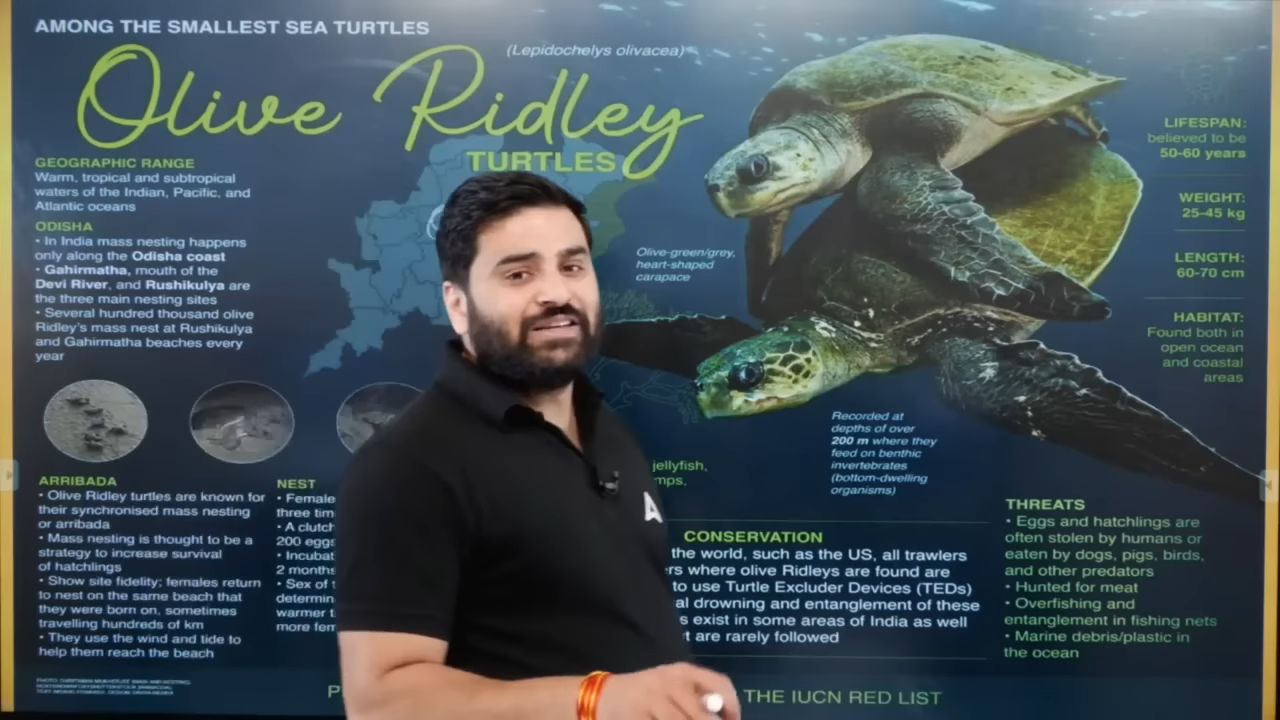 AMONG THE SMALLEST SEA TURTLES
(Lepidochelys olivacea)
Olive Ridley
TURTLES
GEOGRAPHIC RANGE
Warm, tropical and subtropical
waters of the Indian, Pacific, and
Atlantic oceans
ODISHA
• In India mass nesting happens
only along the Odisha coast
• Gahirmatha, mouth of the
Devi River, and Rushikulya are
the three main nesting sites
• Several hundred thousand olive
Ridley's mass nest at Rushikulya
and Gahirmatha beaches every
year
ARRIBADA
• Olive Ridley turtles are known for
their synchronised mass nesting
or arribada
• Mass nesting is thought to be a
strategy to increase survival
of hatchlings
• Show site fidelity; females return
to nest on the same beach that
they were born on, sometimes
travelling hundreds of km
• They use the wind and tide to
help them reach the beach
NEST
• Female
three tim
• A clutch
200 eggs
• Incubat
2 months
• Sex of
determin
warmer t
more fem
Olive-green/grey,
heart-shaped
carapace
jellyfish,
mps,
Recorded at
depths of over
200 m where they
feed on benthic
invertebrates
(bottom-dwelling
organisms)
LIFESPAN:
believed to be
50-60 years
WEIGHT:
25-45 kg
LENGTH:
60-70 cm
HABITAT:
Found both in
open ocean
and coastal
areas
CONSERVATION
the world, such as the US, all trawlers
rs where olive Ridleys are found are
to use Turtle Excluder Devices (TEDs)
al drowning and entanglement of these
s exist in some areas of India as well
t are rarely followed
THREATS
• Eggs and hatchlings are
often stolen by humans or
eaten by dogs, pigs, birds,
and other predators
• Hunted for meat
• Overfishing and
entanglement in fishing nets
• Marine debris/plastic in
the ocean
THE IUCN RED LIST